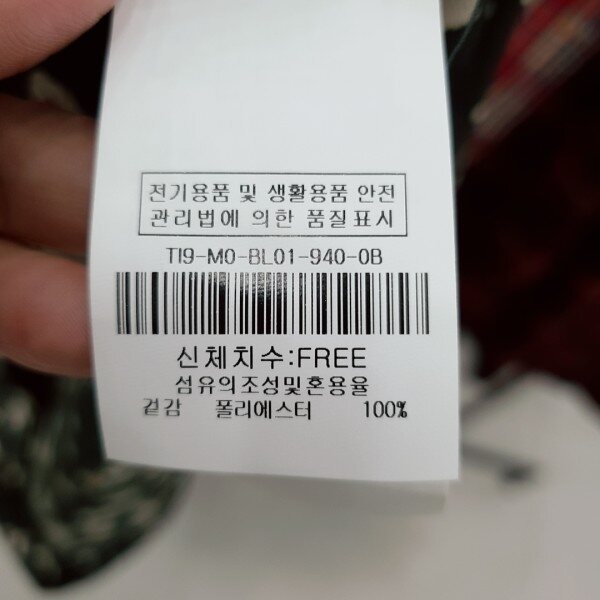 전기용품 및 생활용품 안전
관리법에 의한 품질표시
TI9-M0-BL01-940-0B
신체치수:FREE
섬유의조성및혼용율
겉감 폴리에스터 100%